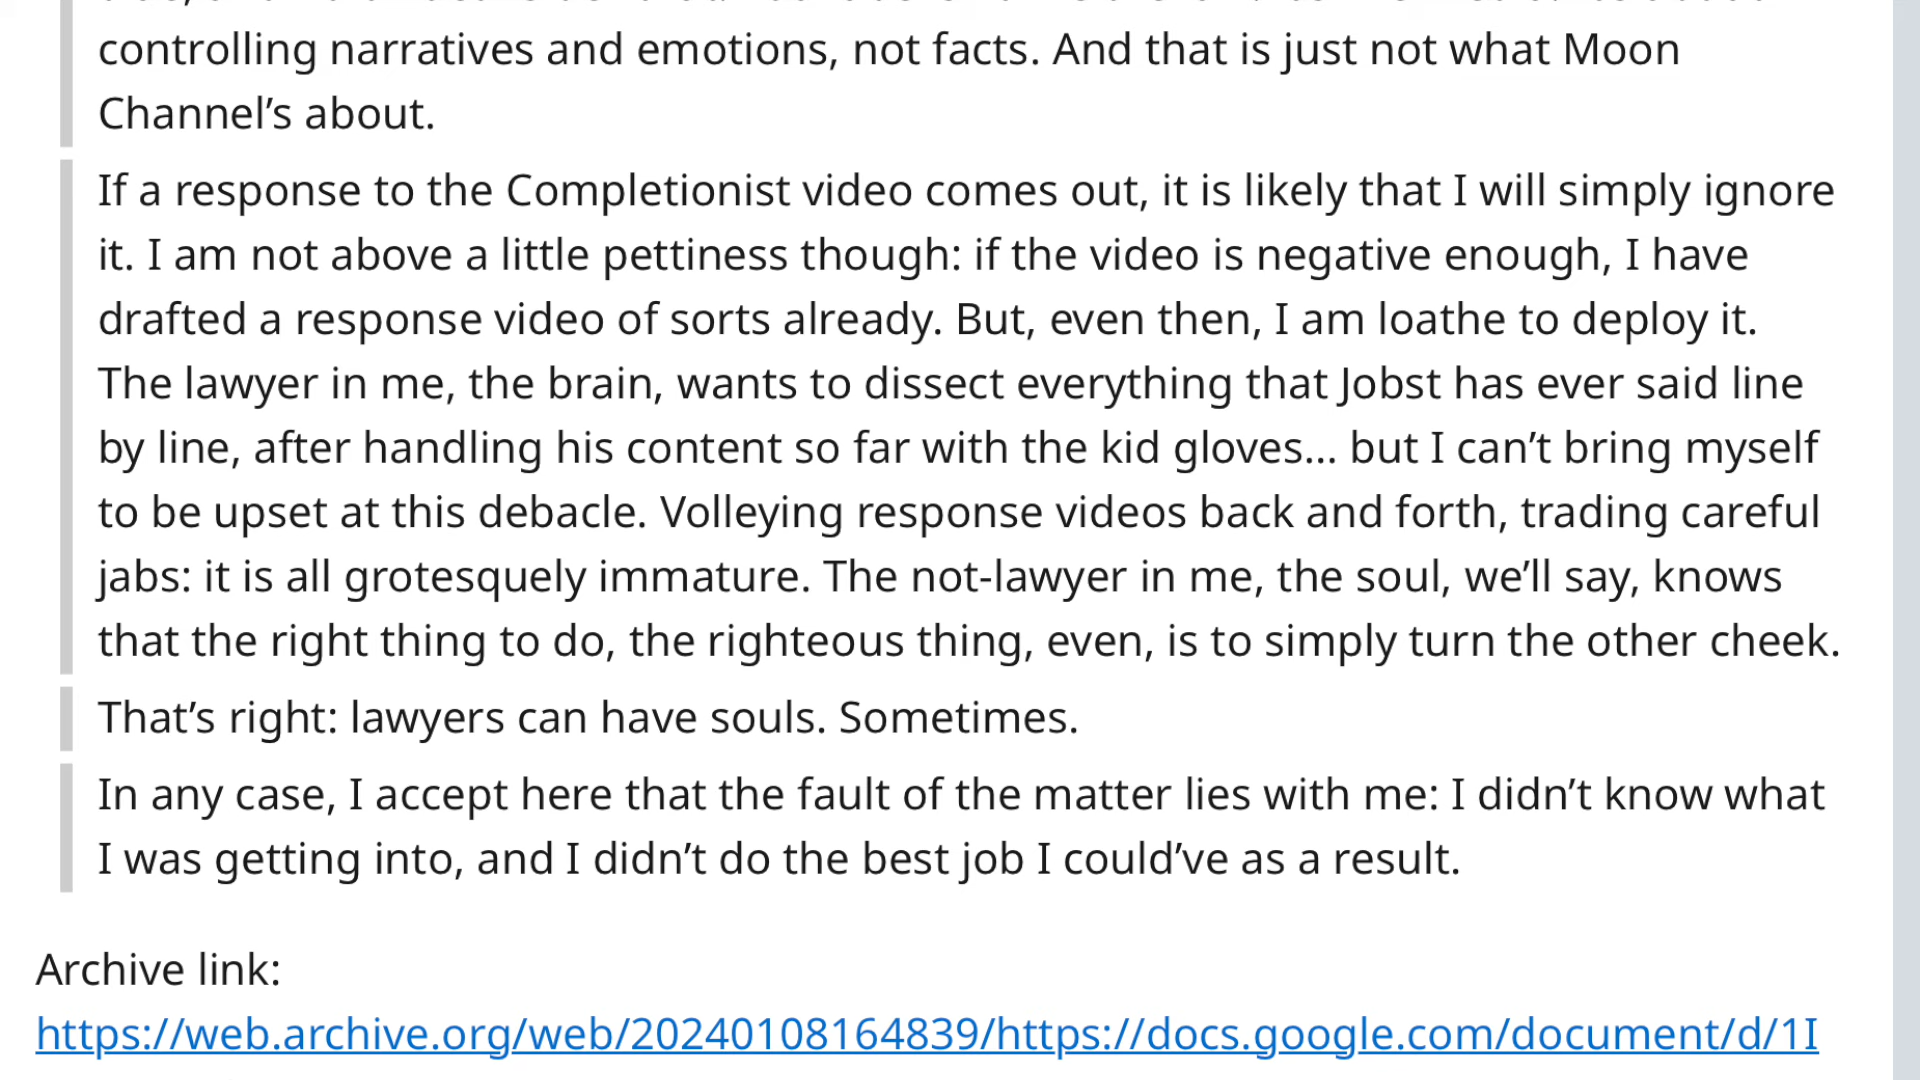 controlling narratives and emotions, not facts. And that is just not what Moon
Channel’s about.
If a response to the Completionist video comes out, it is likely that I will simply ignore
it. I am not above a little pettiness though: if the video is negative enough, I have
drafted a response video of sorts already. But, even then, I am loathe to deploy it.
The lawyer in me, the brain, wants to dissect everything that Jobst has ever said line
by line, after handling his content so far with the kid gloves… but I can’t bring myself
to be upset at this debacle. Volleying response videos back and forth, trading careful
jabs: it is all grotesquely immature. The not-lawyer in me, the soul, we’ll say, knows
that the right thing to do, the righteous thing, even, is to simply turn the other cheek.
That’s right: lawyers can have souls. Sometimes.
In any case, I accept here that the fault of the matter lies with me: I didn’t know what
I was getting into, and I didn’t do the best job I could’ve as a result.
Archive link:
https://web.archive.org/web/20240108164839/https://docs.google.com/document/d/1I